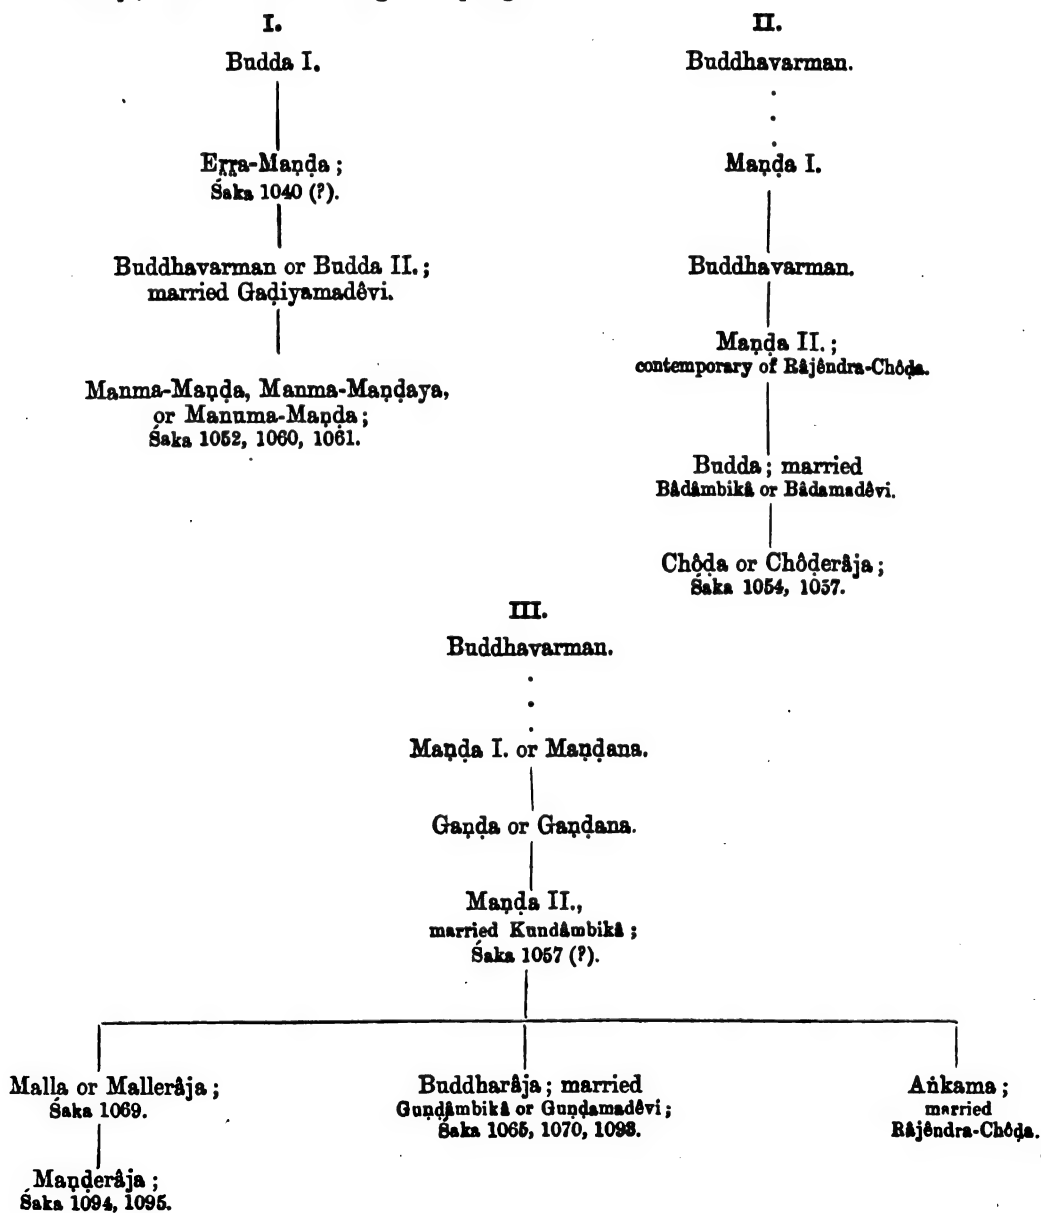 I.
Budda I.
Eṟṟa-Maṇḍa;
Śaka 1040 (?).
Buddhavarman or Budda II.;
married Gaḍiyamadêvi.
Manma-Maṇḍa, Manma-Maṇḍaya,
or Manuma-Maṇḍa;
Śaka 1052, 1060, 1061.
II.
Buddhavarman.
Maṇḍa I.
Buddhavarman.
Maṇḍa II.;
contemporary of Râjêndra-Chôḍa.
Budda; married
Bâdâmbikâ or Bâdamadêvi.
Chôḍa or Chôḍerâja;
Śaka 1054, 1057.
III.
Buddhavarman.
Maṇḍa I. or Maṇḍana.
Gaṇḍa or Gaṇḍana.
Maṇḍa II.,
married Kundâmbikâ;
Śaka 1057 (?).
Malla or Mallerâja;
Śaka 1069.
Maṇḍerâja;
Śaka 1094, 1095.
Buddharâja; married
Guṇḍâmbikâ or Guṇḍamadêvi;
Śaka 1065, 1070, 1093.
Aṅkama;
married
Râjêndra-Chôḍa.